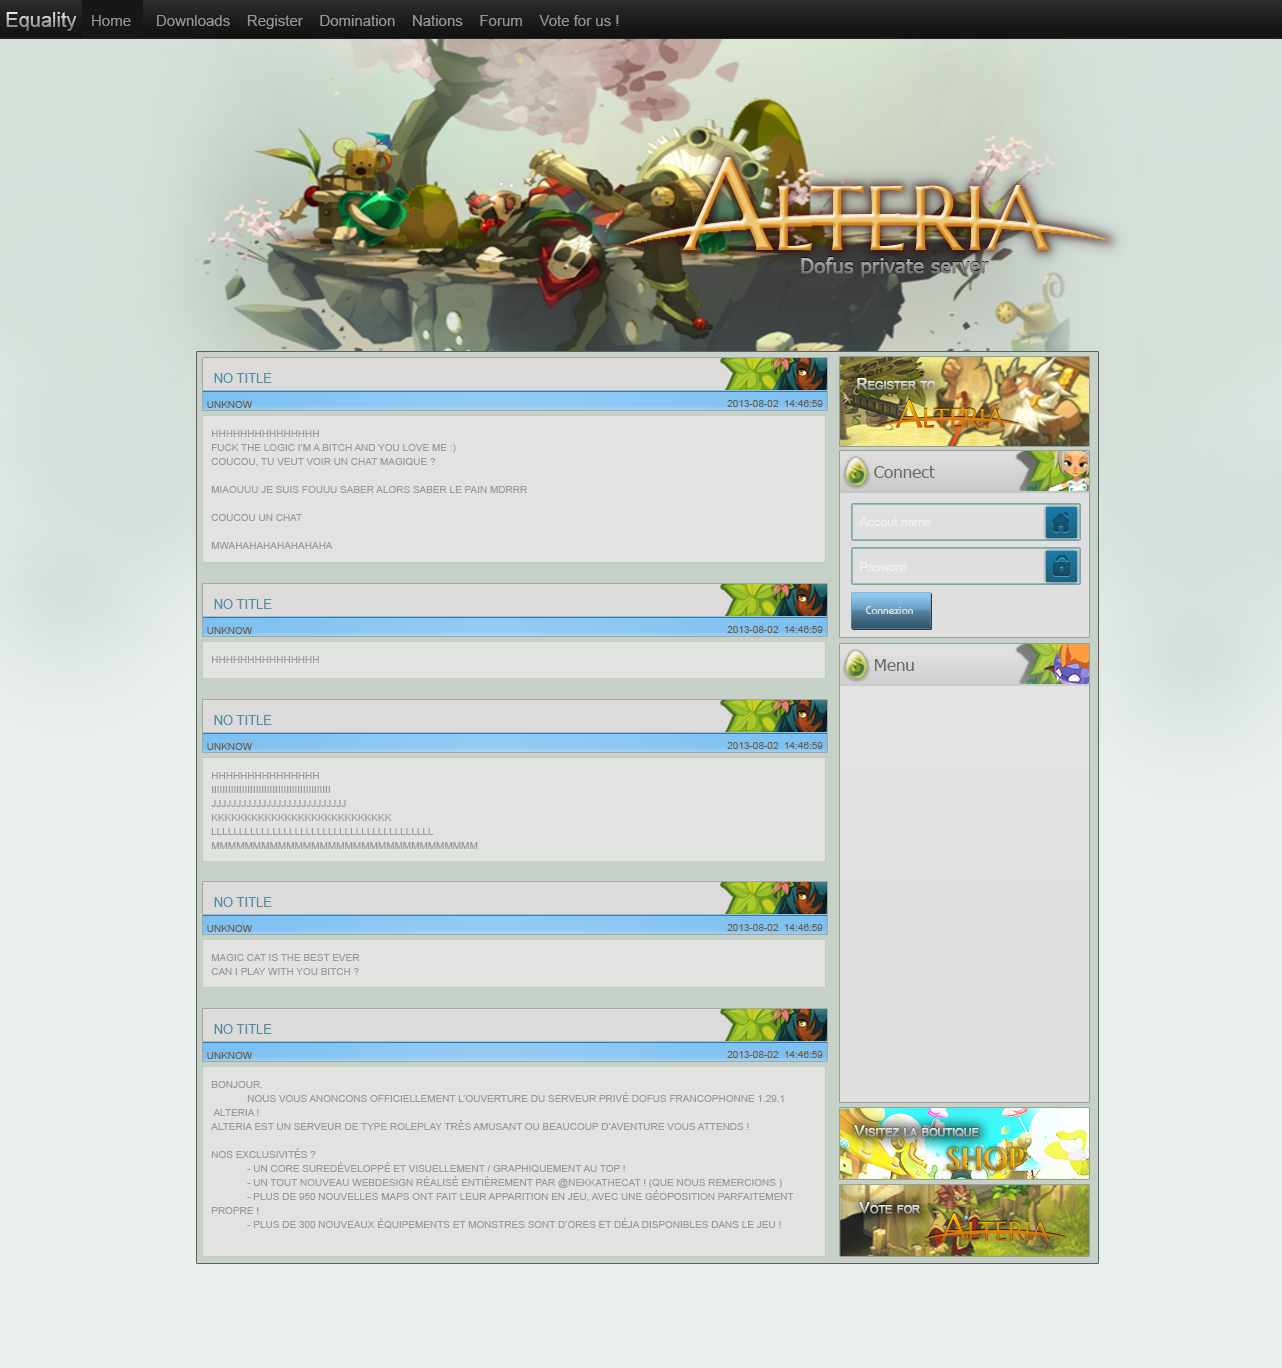 Equality Home Downloads Register Domination Nations Forum Vote for us !
ALTERIA
Dofus private server
NO TITLE
UNKNOW 2013-08-02 14:46:59
HHHHHHHHHHHHHHH
FUCK THE LOGIC I'M A BITCH AND YOU LOVE ME :)
COUCOU, TU VEUT VOIR UN CHAT MAGIQUE ?
MIAOUUU JE SUIS FOUUU SABER ALORS SABER LE PAIN MDRRR
COUCOU UN CHAT
MWAHAHAHAHAHAHAHA
NO TITLE
UNKNOW 2013-08-02 14:46:59
HHHHHHHHHHHHHHH
NO TITLE
UNKNOW 2013-08-02 14:46:59
HHHHHHHHHHHHHHH
IIIIIIIIIIIIIIIIIIIIIIIIIIIIIIIIIIIIIIIIIII
JJJJJJJJJJJJJJJJJJJJJJJJJJJ
KKKKKKKKKKKKKKKKKKKKKKKKKKK
LLLLLLLLLLLLLLLLLLLLLLLLLLLLLLLLLLLLLLLL
MMMMMMMMMMMMMMMMMMMMMMMMMMMMMMMM
NO TITLE
UNKNOW 2013-08-02 14:46:59
MAGIC CAT IS THE BEST EVER
CAN I PLAY WITH YOU BITCH ?
NO TITLE
UNKNOW 2013-08-02 14:46:59
BONJOUR.
NOUS VOUS ANONCONS OFFICIELLEMENT L'OUVERTURE DU SERVEUR PRIVÉ DOFUS FRANCOPHONNE 1.29.1
ALTERIA !
ALTERIA EST UN SERVEUR DE TYPE ROLEPLAY TRÈS AMUSANT OU BEAUCOUP D'AVENTURE VOUS ATTENDS !
NOS EXCLUSIVITÉS ?
- UN CORE SUREDÉVELOPPÉ ET VISUELLEMENT / GRAPHIQUEMENT AU TOP !
- UN TOUT NOUVEAU WEBDESIGN RÉALISÉ ENTIÈREMENT PAR @NEKKATHECAT ! (QUE NOUS REMERCIONS )
- PLUS DE 950 NOUVELLES MAPS ONT FAIT LEUR APPARITION EN JEU, AVEC UNE GÉOPOSITION PARFAITEMENT
PROPRE !
- PLUS DE 300 NOUVEAUX ÉQUIPEMENTS ET MONSTRES SONT D'ORES ET DÉJA DISPONIBLES DANS LE JEU !
REGISTER TO
ALTERIA
Connect
Accout name
Pasword
Connexion
Menu
VISITEZ LA BOUTIQUE
SHOP
VOTE FOR
ALTERIA